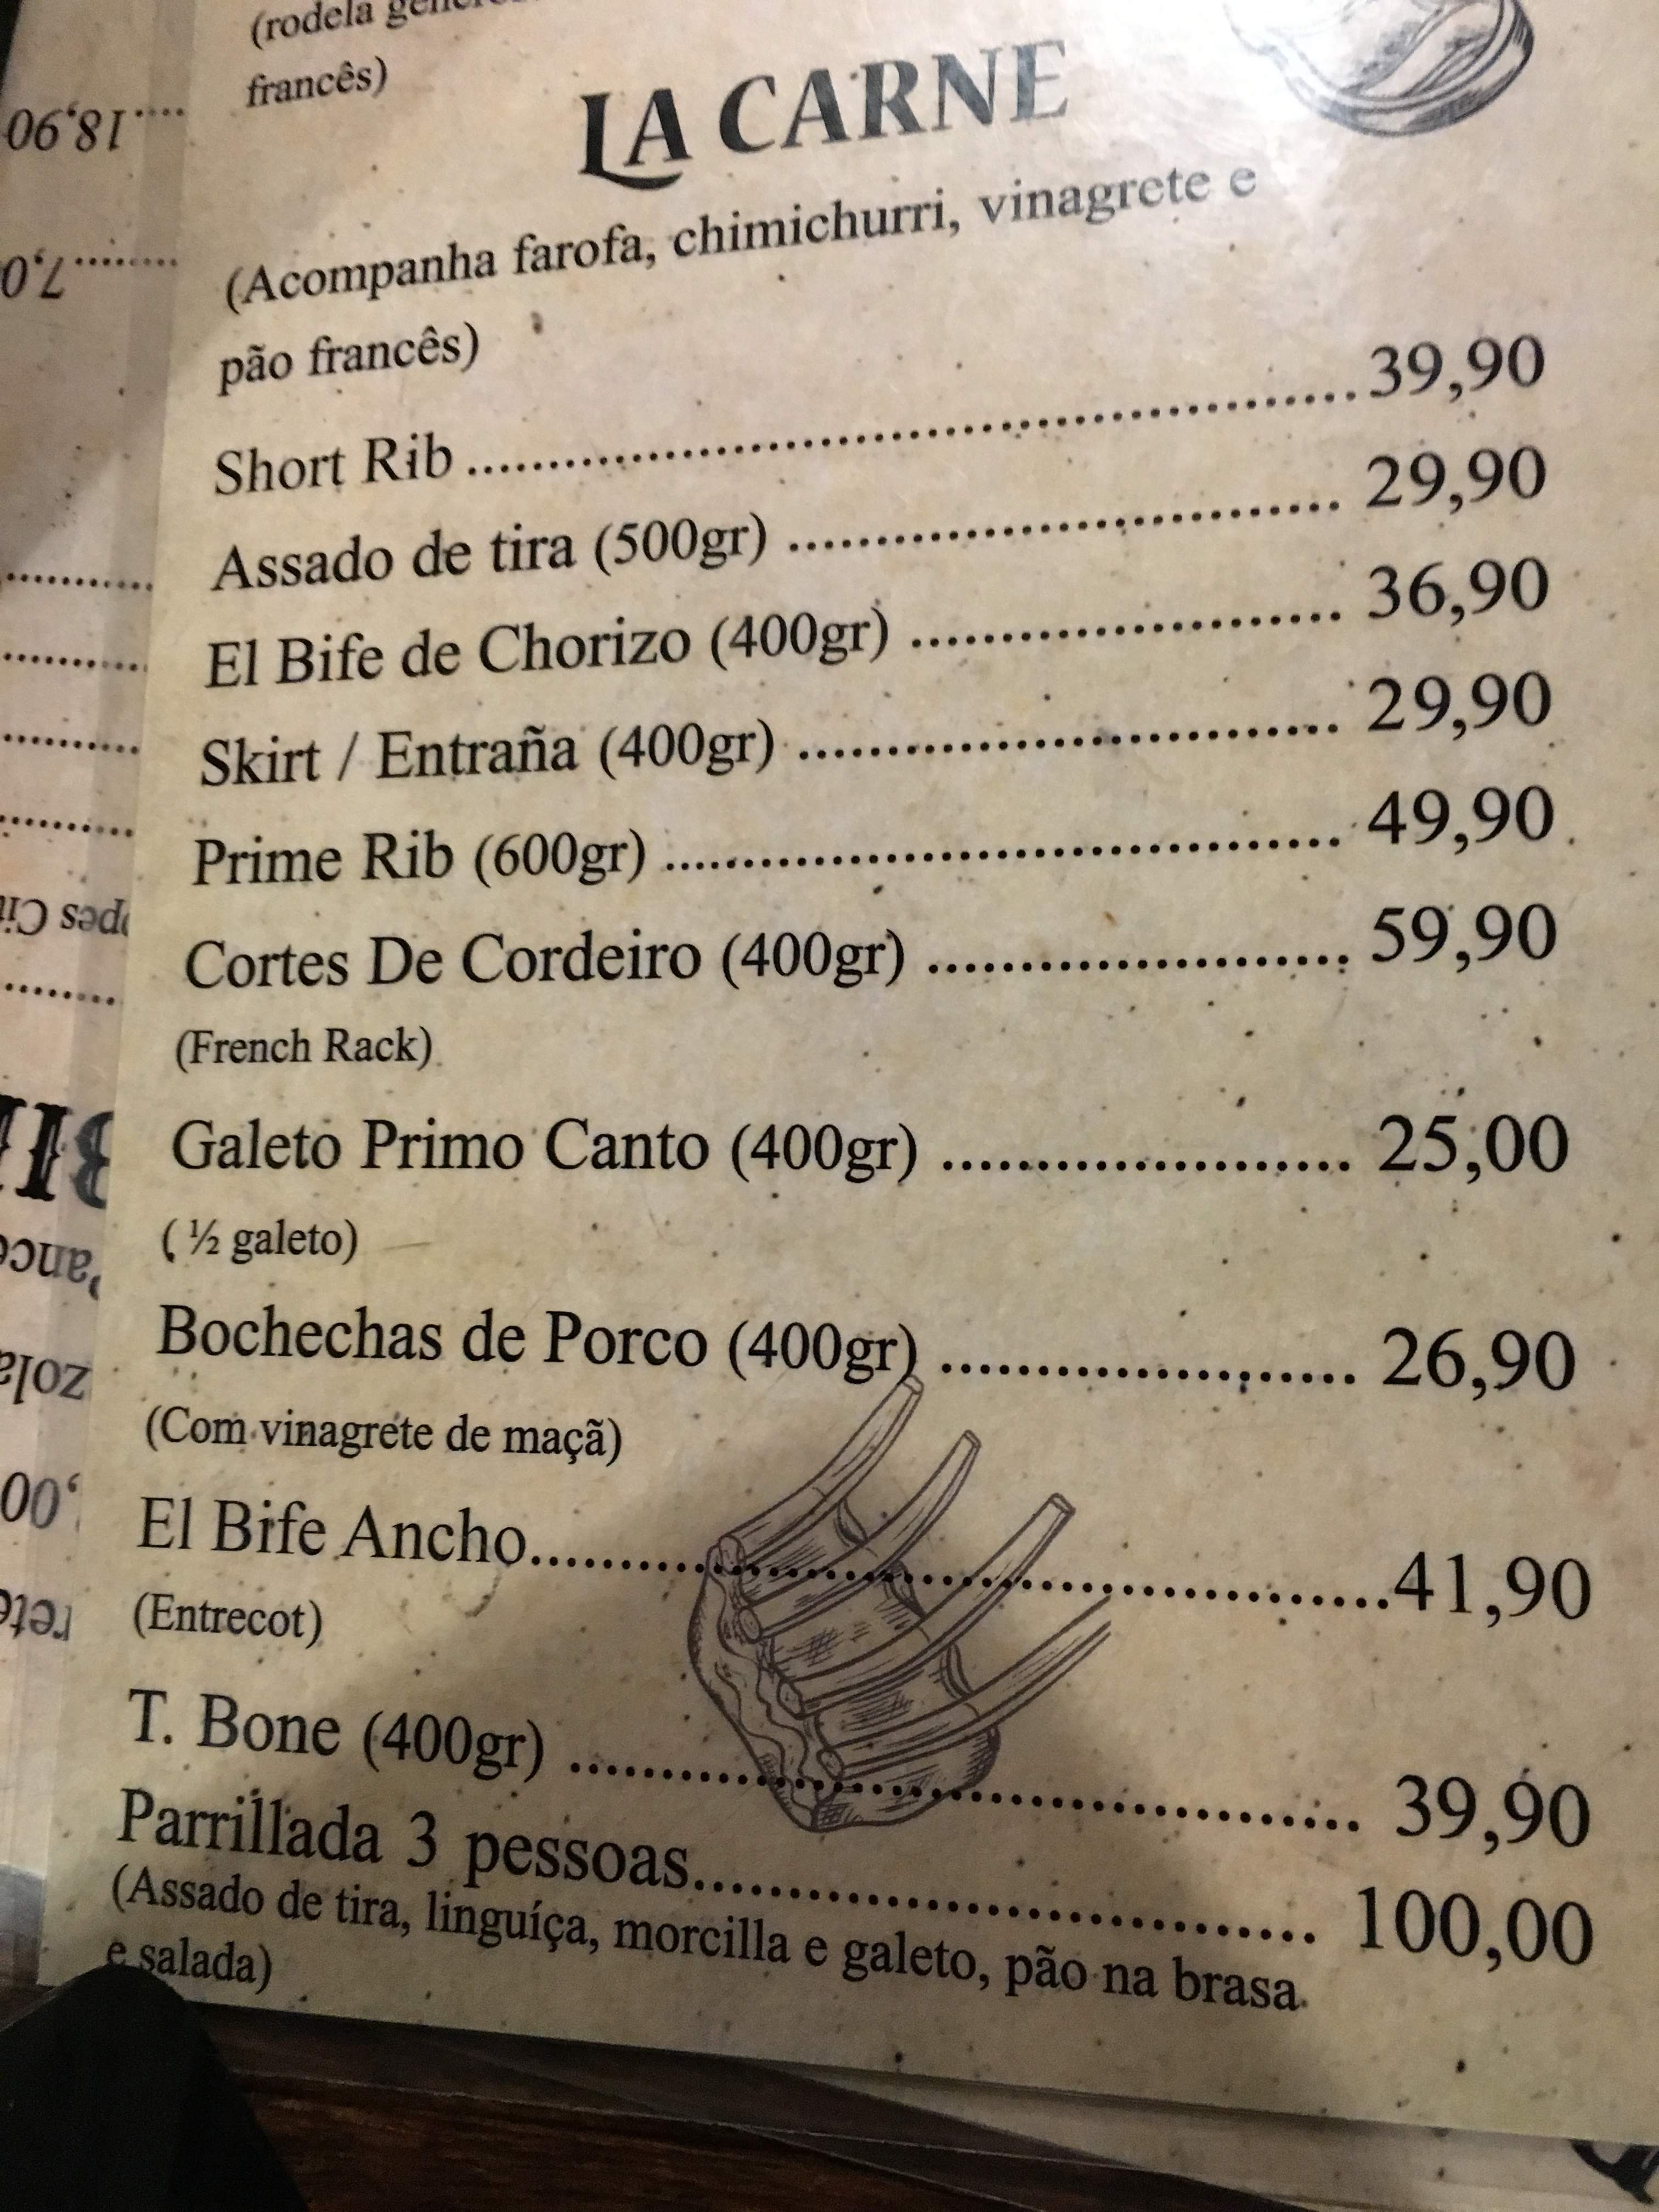 (rodela
francês)
LA CARNE
(Acompanha farofa, chimichurri, vinagrete e
pão francês)
Short Rib ........................................................39,90
Assado de tira (500gr) ...................................... 29,90
El Bife de Chorizo (400gr) .............................. 36,90
Skirt / Entraña (400gr) ..................................... 29,90
Prime Rib (600gr) ............................................ 49,90
Cortes De Cordeiro (400gr) ............................ 59,90
(French Rack)
Galeto Primo Canto (400gr) .......................... 25,00
( ½ galeto)
Bochechas de Porco (400gr) .......................... 26,90
(Com vinagrete de maçã)
El Bife Ancho.....................................................41,90
(Entrecot)
T. Bone (400gr) ................................................ 39,90
Parrillada 3 pessoas...................................... 100,00
(Assado de tira, linguíça, morcilla e galeto, pão na brasa
e salada)
18,90